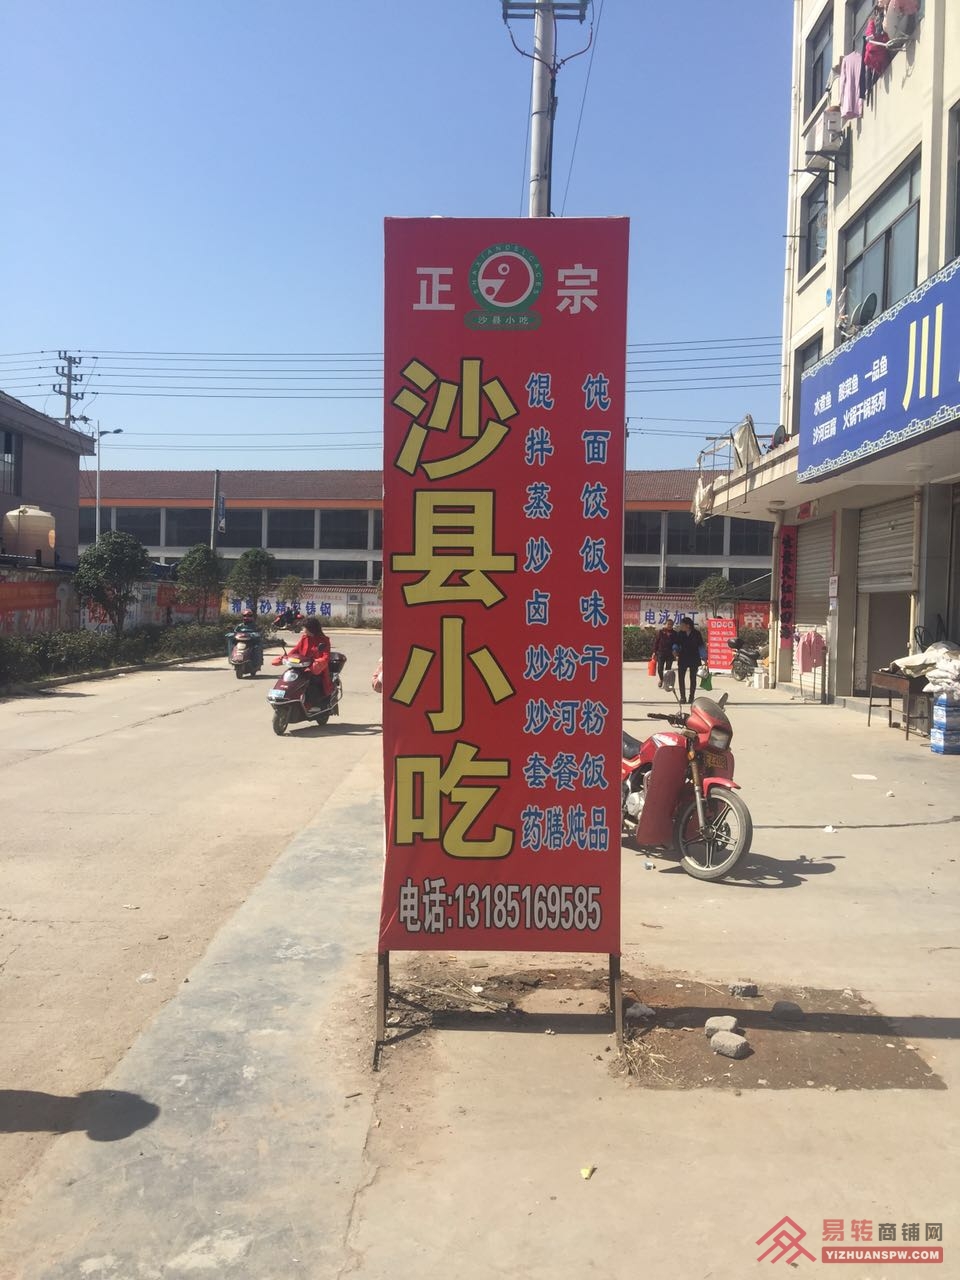 正 宗
SHAXIANDELCACIES
沙县小吃
沙县小吃
馄 饨
拌 面
蒸 饺
炒 饭
卤 味
炒粉干
炒河粉
套餐饭
药膳炖品
电话:13185169585
水煮鱼 酸菜鱼 一品鱼
沙河豆腐 火锅干锅系列
川
电泳加工
易转商铺网
YIZHUANSPW.COM